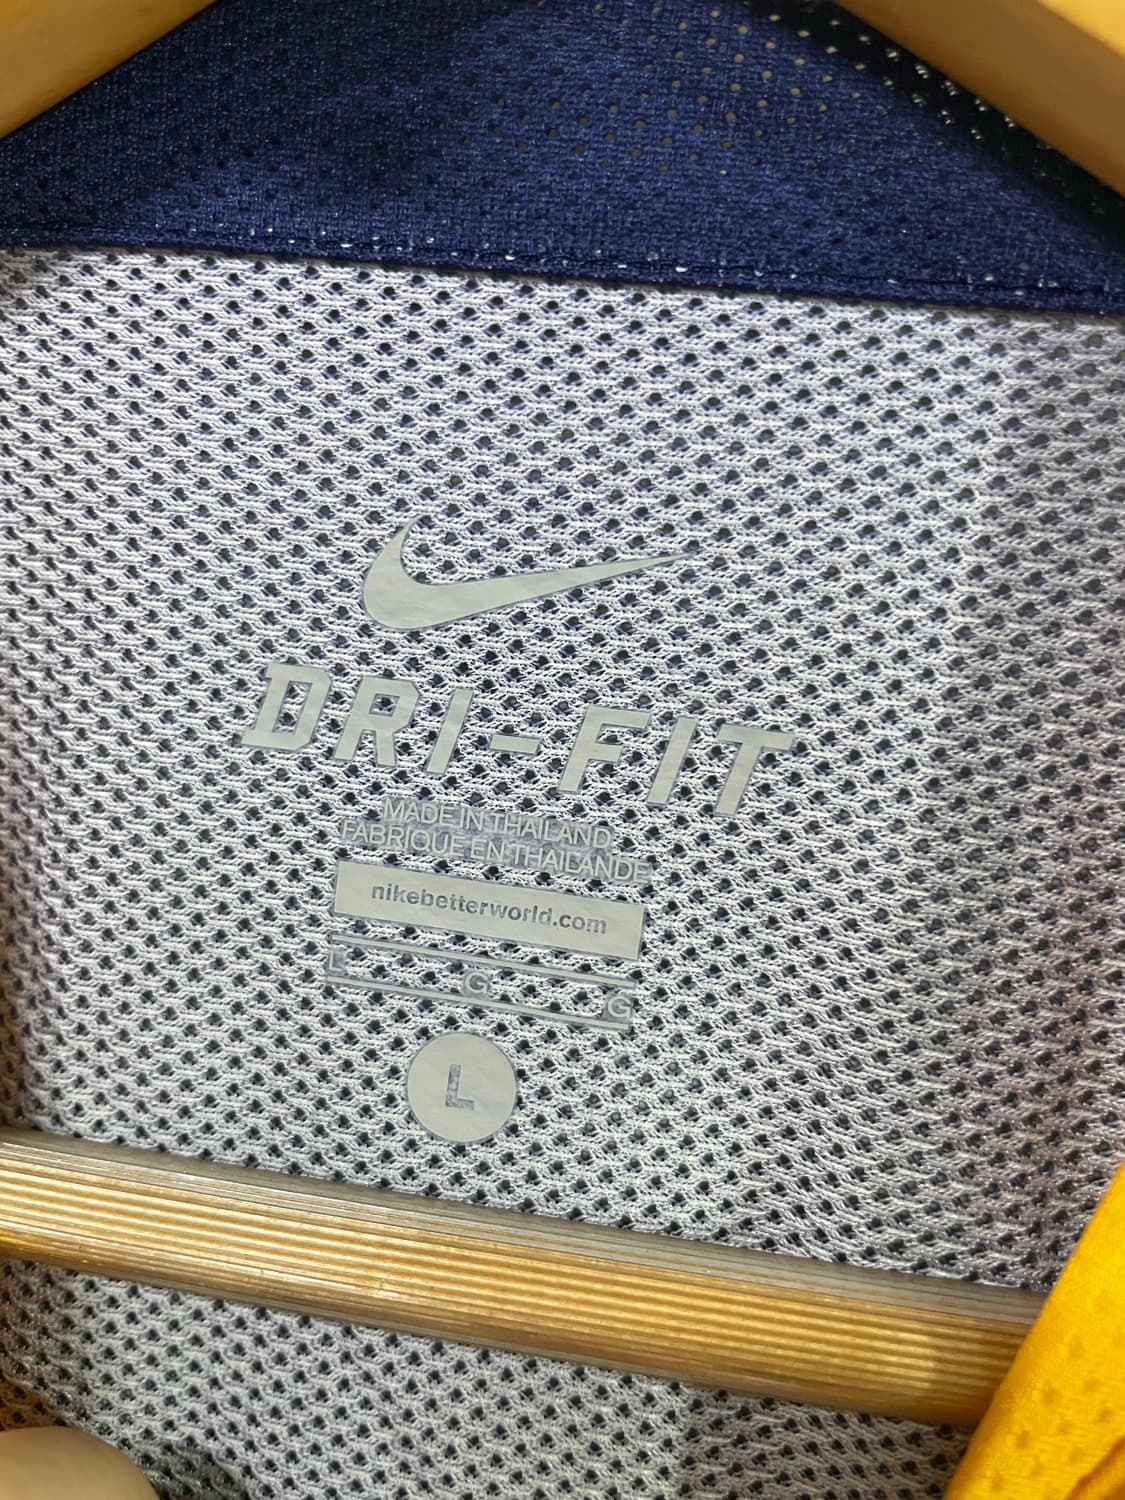 DRI-FIT
MADE IN THAILAND
FABRIQUE EN THAILANDE
nikebetterworld.com
L G G
L